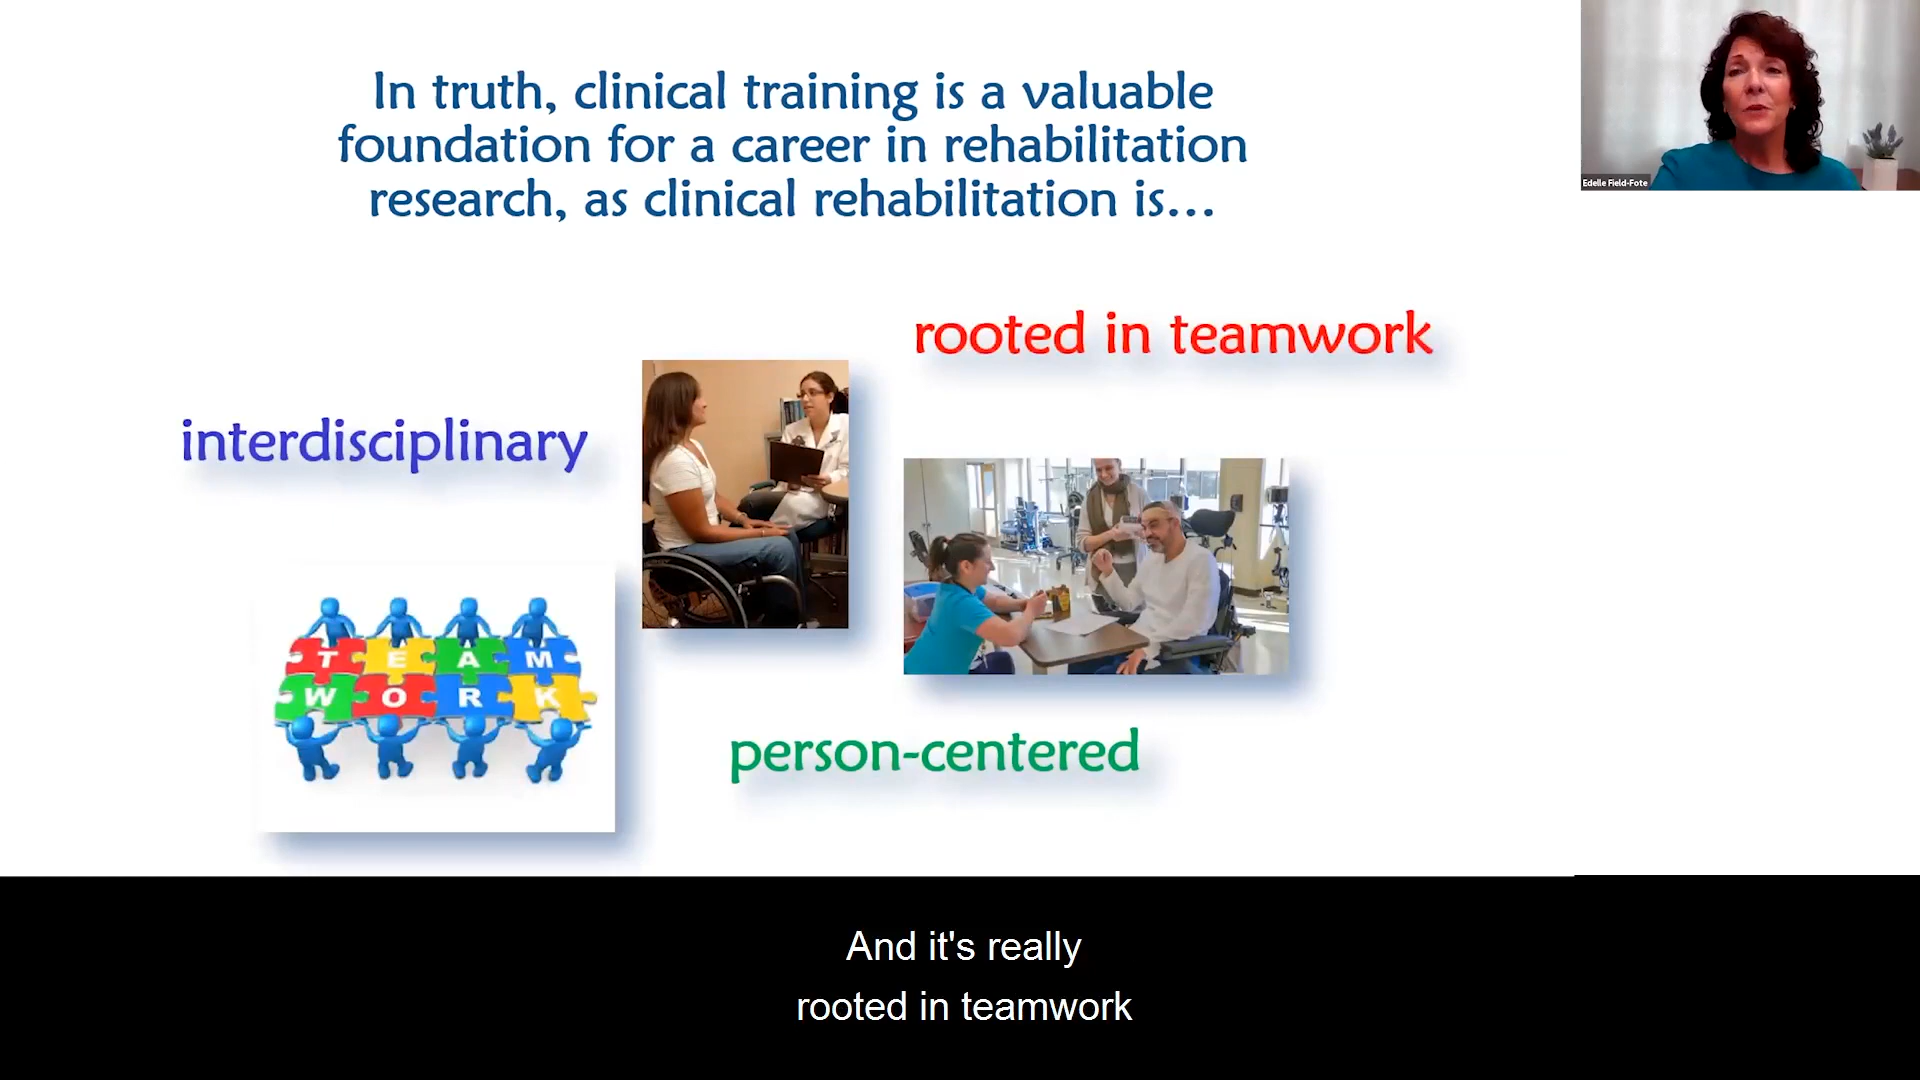 In truth, clinical training is a valuable
foundation for a career in rehabilitation
research, as clinical rehabilitation is...
Edelle Field-Fote
rooted in teamwork
interdisciplinary
TEAM
WORK
person-centered
And it's really
rooted in teamwork